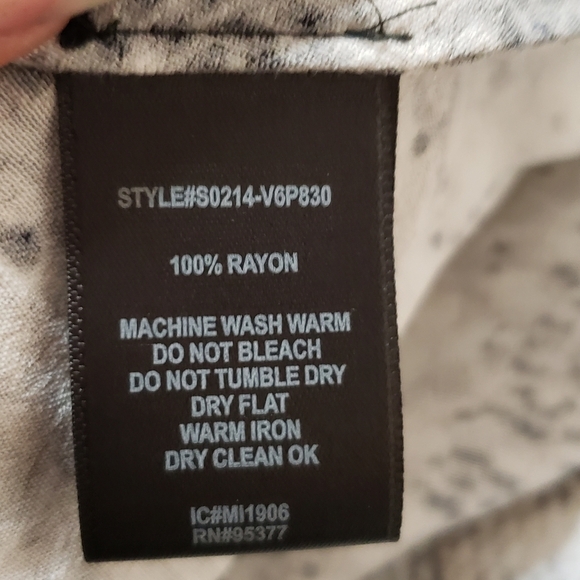 STYLE#S0214-V6P830
100% RAYON
MACHINE WASH WARM
DO NOT BLEACH
DO NOT TUMBLE DRY
DRY FLAT
WARM IRON
DRY CLEAN OK
IC#MI1906
RN#95377